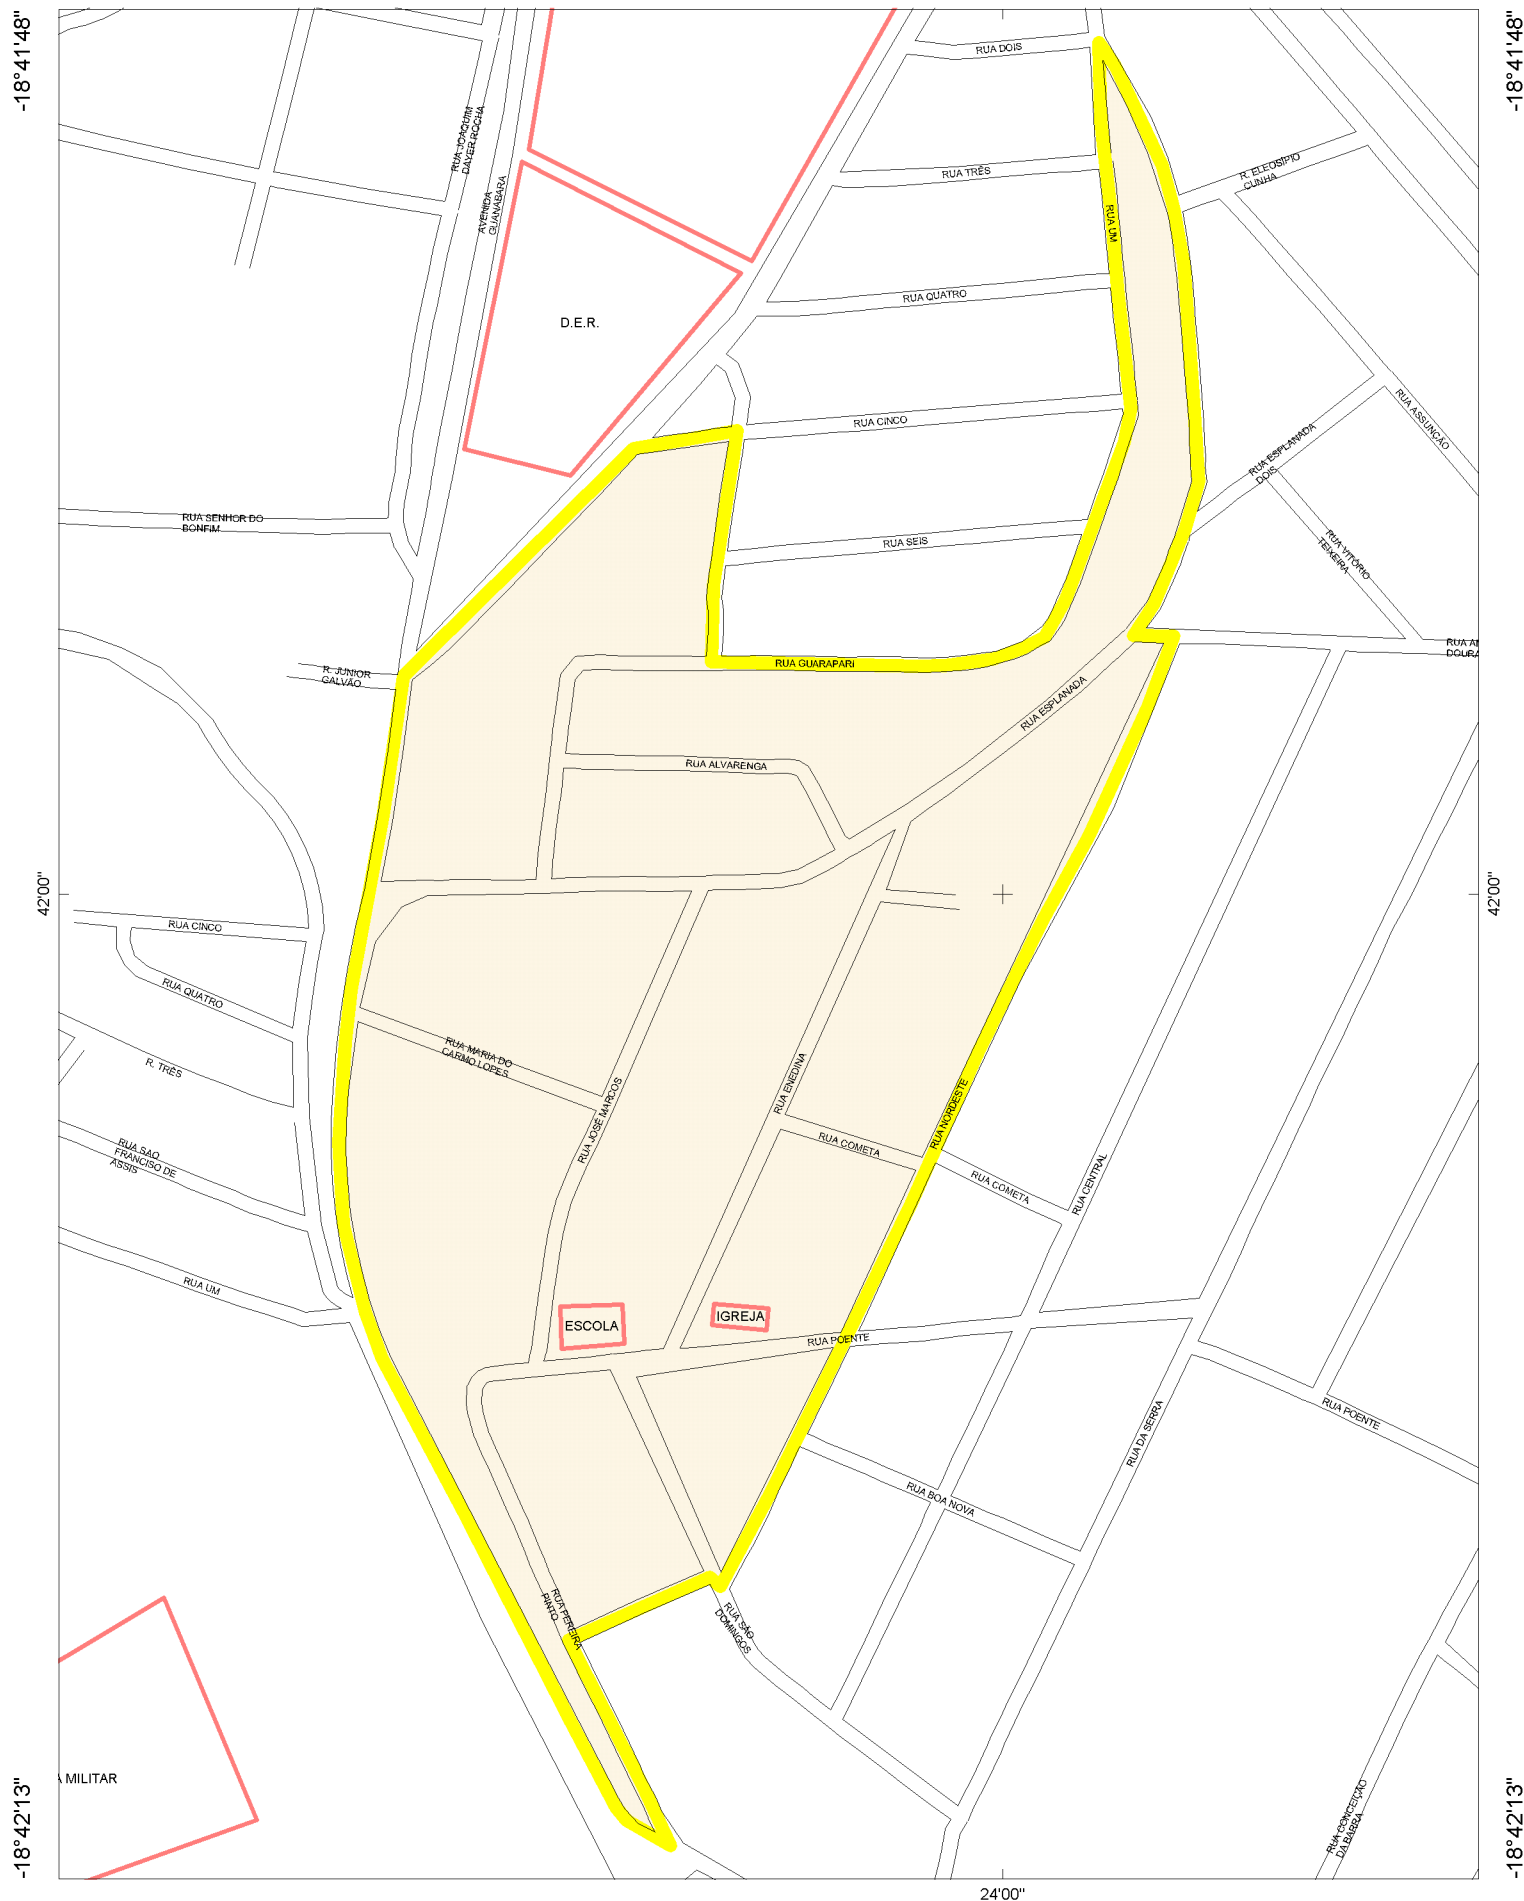 -18°41'48"
-18°41'48"
RUA DOIS
RUA JOAQUIM
DAYER ROCHA
AVENIDA
GUANABARA
RUA TRÊS
R. ELEOSÍPIO
CUNHA
RUA UM
RUA QUATRO
D.E.R.
RUA CINCO
RUA ASSUNÇÃO
RUA ESPLANADA
DOIS
RUA SENHOR DO
BONFIM
RUA SEIS
RUA VITÓRIO
TEIXEIRA
RUA GUARAPARI
R. JUNIOR
GALVÃO
RUA ESPLANADA
RUA ALVARENGA
42'00"
42'00"
RUA CINCO
RUA QUATRO
R. TRÊS
RUA MARIA DO
CARMO LOPES
RUA JOSÉ MARCOS
RUA ENEDINA
RUA NORDESTE
RUA COMETA
RUA COMETA
RUA CENTRAL
RUA SÃO
FRANCISO DE
ASSIS
RUA UM
ESCOLA
IGREJA
RUA POENTE
RUA POENTE
RUA DA SERRA
RUA BOA NOVA
RUA PEREIRA
PINTO
RUA SÃO
DOMINGOS
MILITAR
RUA CONCEIÇÃO
DA BARRA
-18°42'13"
-18°42'13"
24'00"